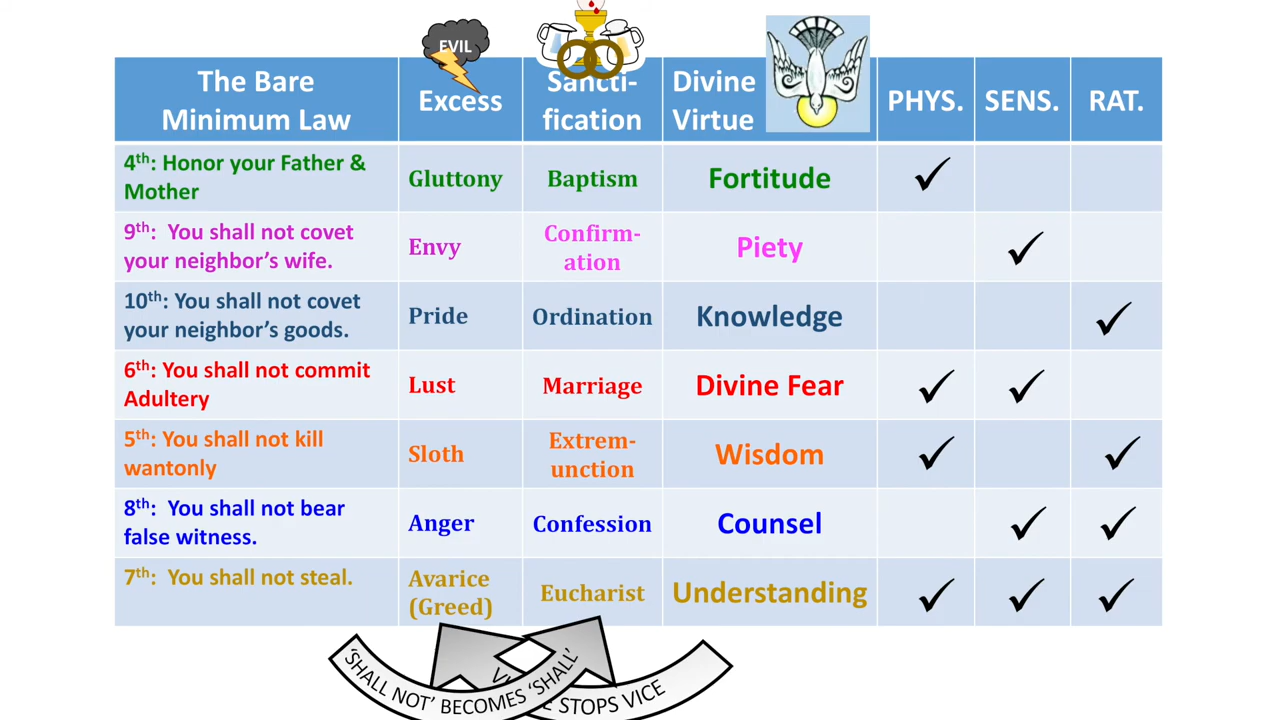 EVIL
The Bare
Minimum Law
Excess
Sancti-
fication
Divine
Virtue
PHYS.
SENS.
RAT.
4th: Honor your Father &
Mother
Gluttony
Baptism
Fortitude
✓
9th: You shall not covet
your neighbor’s wife.
Envy
Confirm-
ation
Piety
✓
10th: You shall not covet
your neighbor’s goods.
Pride
Ordination
Knowledge
✓
6th: You shall not commit
Adultery
Lust
Marriage
Divine Fear
✓ ✓
5th: You shall not kill
wantonly
Sloth
Extrem-
unction
Wisdom
✓ ✓
8th: You shall not bear
false witness.
Anger
Confession
Counsel
✓ ✓
7th: You shall not steal.
Avarice
(Greed)
Eucharist
Understanding
✓ ✓ ✓
‘SHALL NOT’ BECOMES ‘SHALL’
STOPS VICE